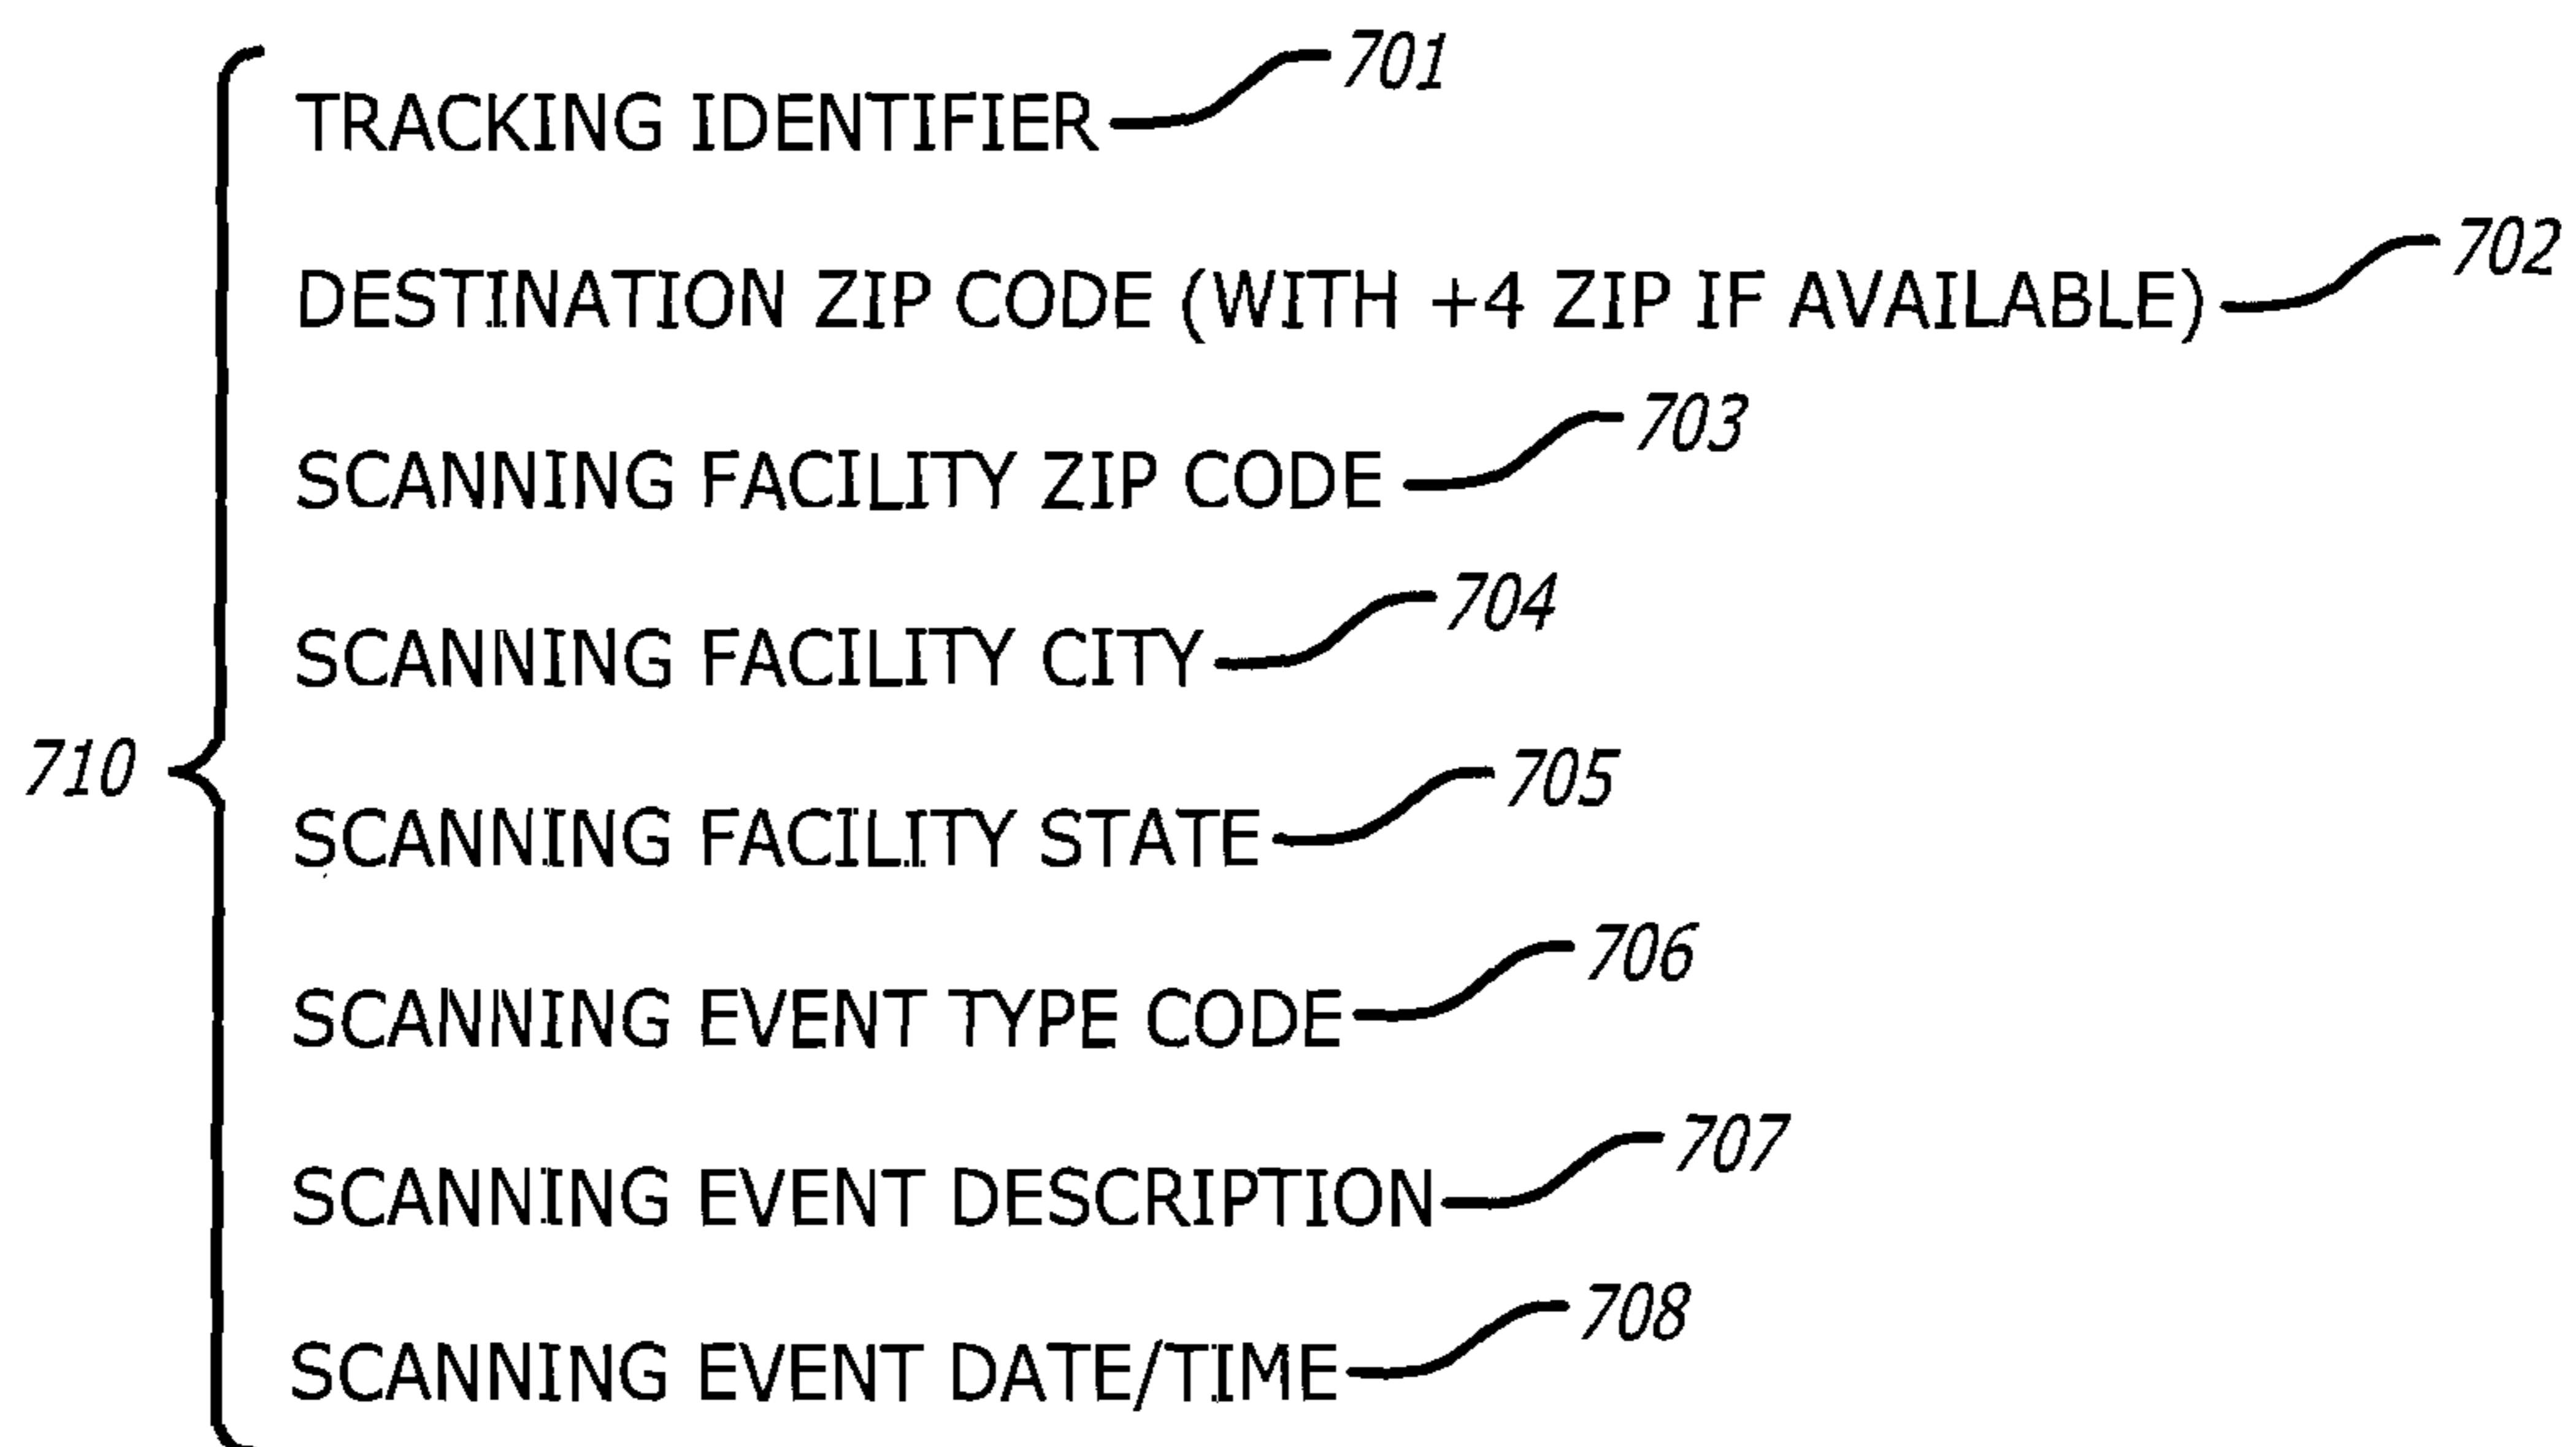 TRACKING IDENTIFIER 701
DESTINATION ZIP CODE (WITH +4 ZIP IF AVAILABLE) 702
SCANNING FACILITY ZIP CODE 703
SCANNING FACILITY CITY 704
710 SCANNING FACILITY STATE 705
SCANNING EVENT TYPE CODE 706
SCANNING EVENT DESCRIPTION 707
SCANNING EVENT DATE/TIME 708